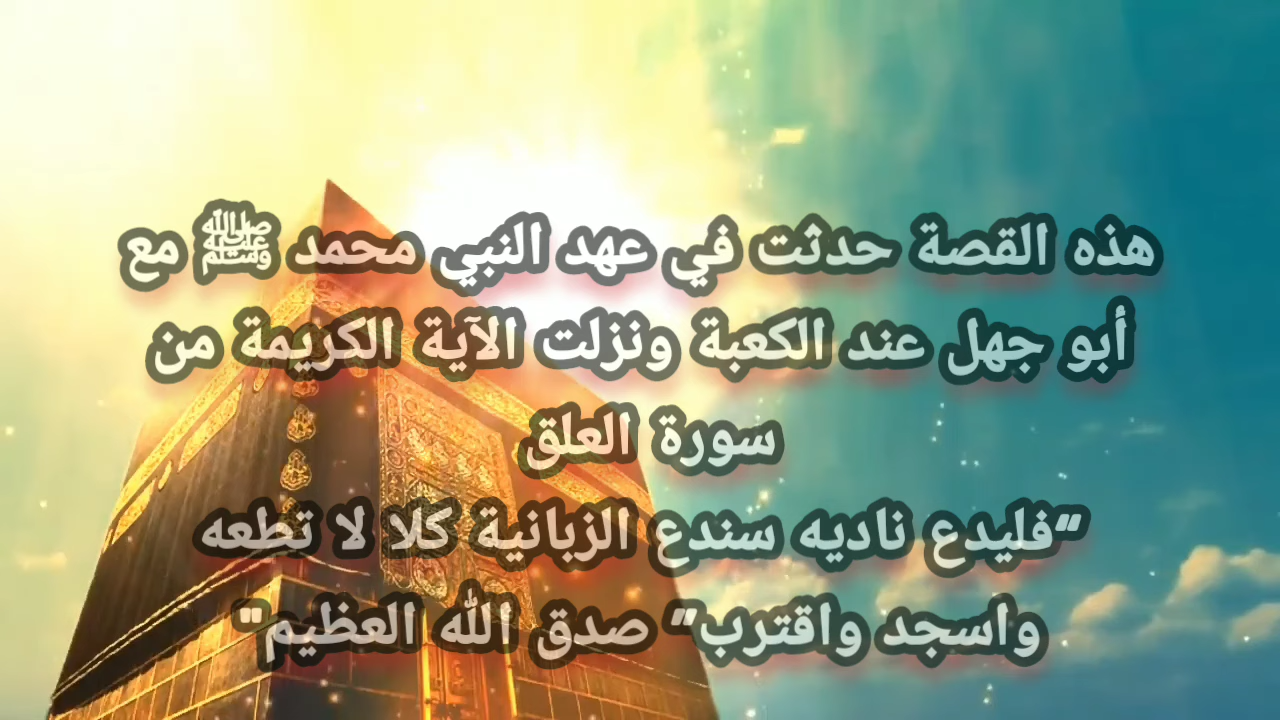 هذه القصة حدثت في عهد النبي محمد ﷺ مع
أبو جهل عند الكعبة ونزلت الآية الكريمة من
سورة العلق
“فليدع ناديه سندع الزبانية كلا لا تطعه
واسجد واقترب” صدق الله العظيم"